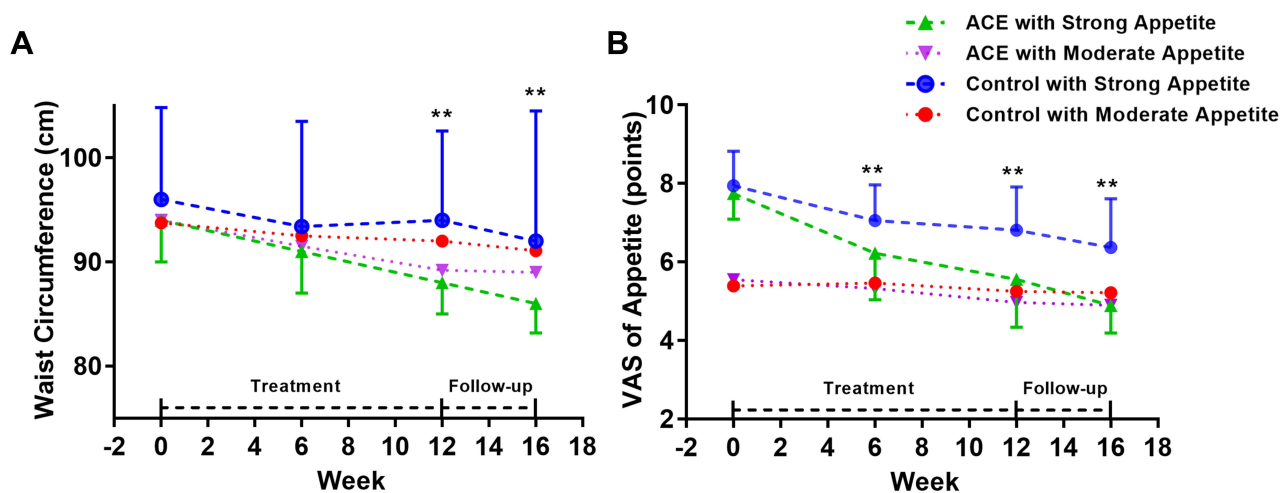 A
Waist Circumference (cm)
100
90
80
** **
Treatment Follow-up
-2 0 2 4 6 8 10 12 14 16 18
Week
B
ACE with Strong Appetite
ACE with Moderate Appetite
Control with Strong Appetite
Control with Moderate Appetite
VAS of Appetite (points)
10
8
6
4
2
** ** **
Treatment Follow-up
-2 0 2 4 6 8 10 12 14 16 18
Week